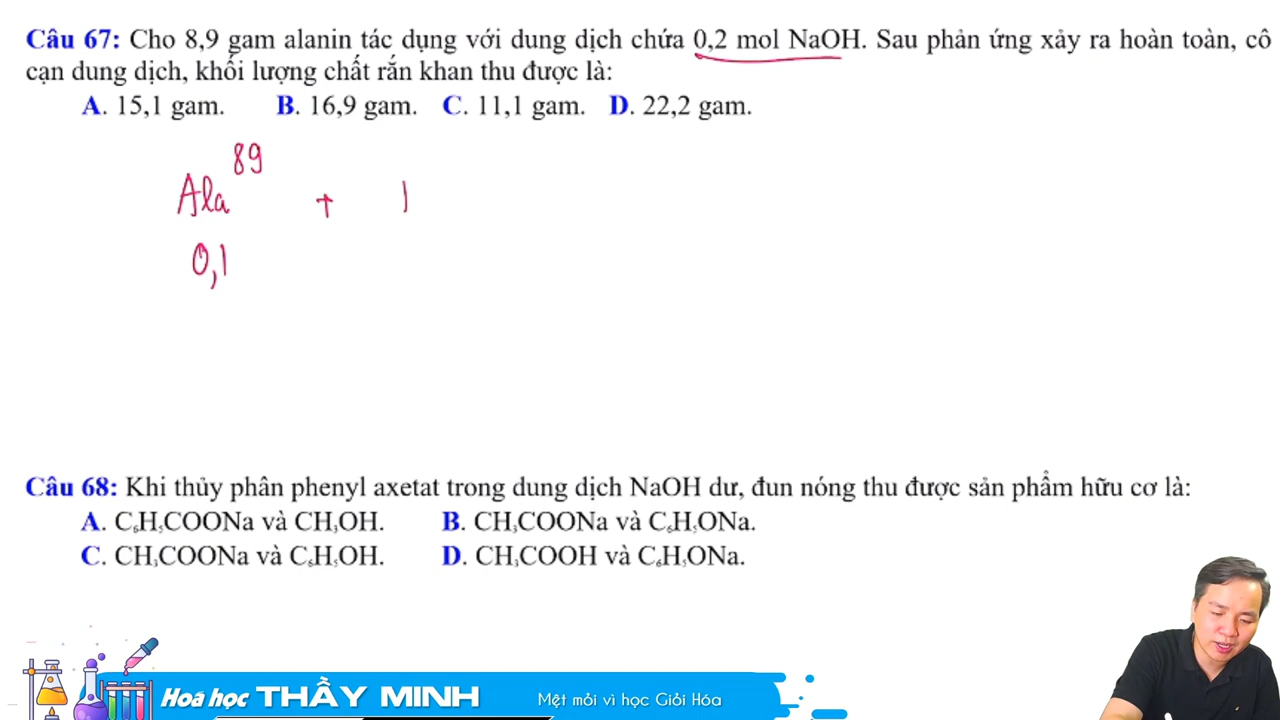 Câu 67: Cho 8,9 gam alanin tác dụng với dung dịch chứa 0,2 mol NaOH. Sau phản ứng xảy ra hoàn toàn, cô
cạn dung dịch, khối lượng chất rắn khan thu được là:
A. 15,1 gam. B. 16,9 gam. C. 11,1 gam. D. 22,2 gam.
89
Ala + 1
0,1
Câu 68: Khi thủy phân phenyl axetat trong dung dịch NaOH dư, đun nóng thu được sản phẩm hữu cơ là:
A. C₆H₅COONa và CH₃OH. B. CH₃COONa và C₆H₅ONa.
C. CH₃COONa và C₆H₅OH. D. CH₃COOH và C₆H₅ONa.
Hoá học THẦY MINH Mệt mỏi vì học Giỏi Hóa